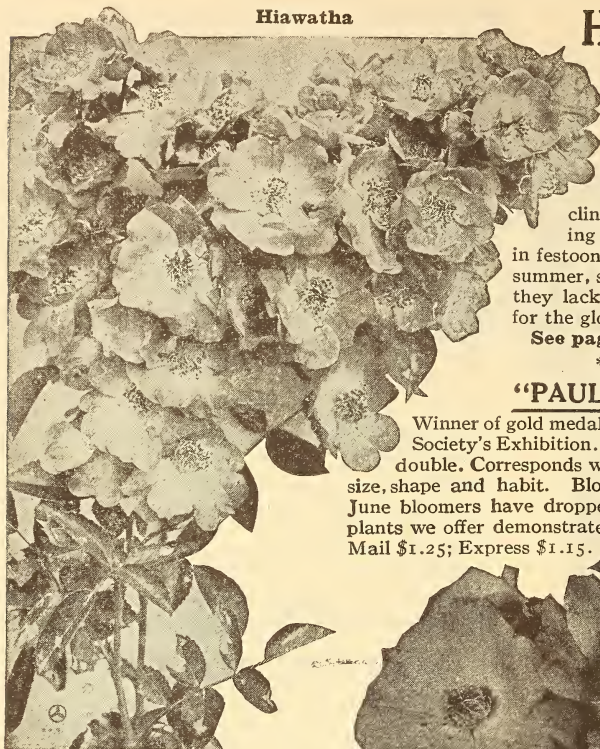 Hiawatha
H
clin
ing
in festoon
summer, s
they lack
for the glo
See pag
*
“PAUL
Winner of gold medal
Society's Exhibition.
double. Corresponds w
size, shape and habit. Blo
June bloomers have droppe
plants we offer demonstrate
Mail $1.25; Express $1.15.